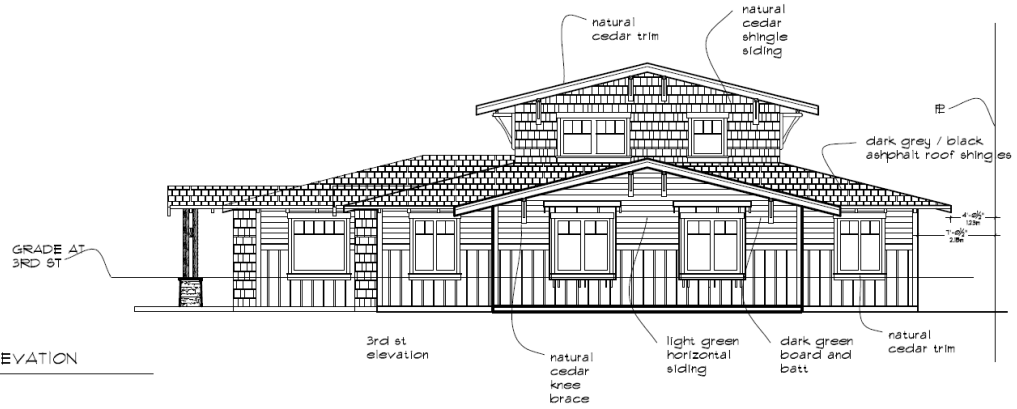 natural
cedar trim
natural
cedar
shingle
siding
PL
dark grey / black
ashphalt roof shingles
GRADE AT
3RD ST
EVATION
3rd st
elevation
natural
cedar
knee
brace
light green
horizontal
siding
dark green
board and
batt
natural
cedar trim